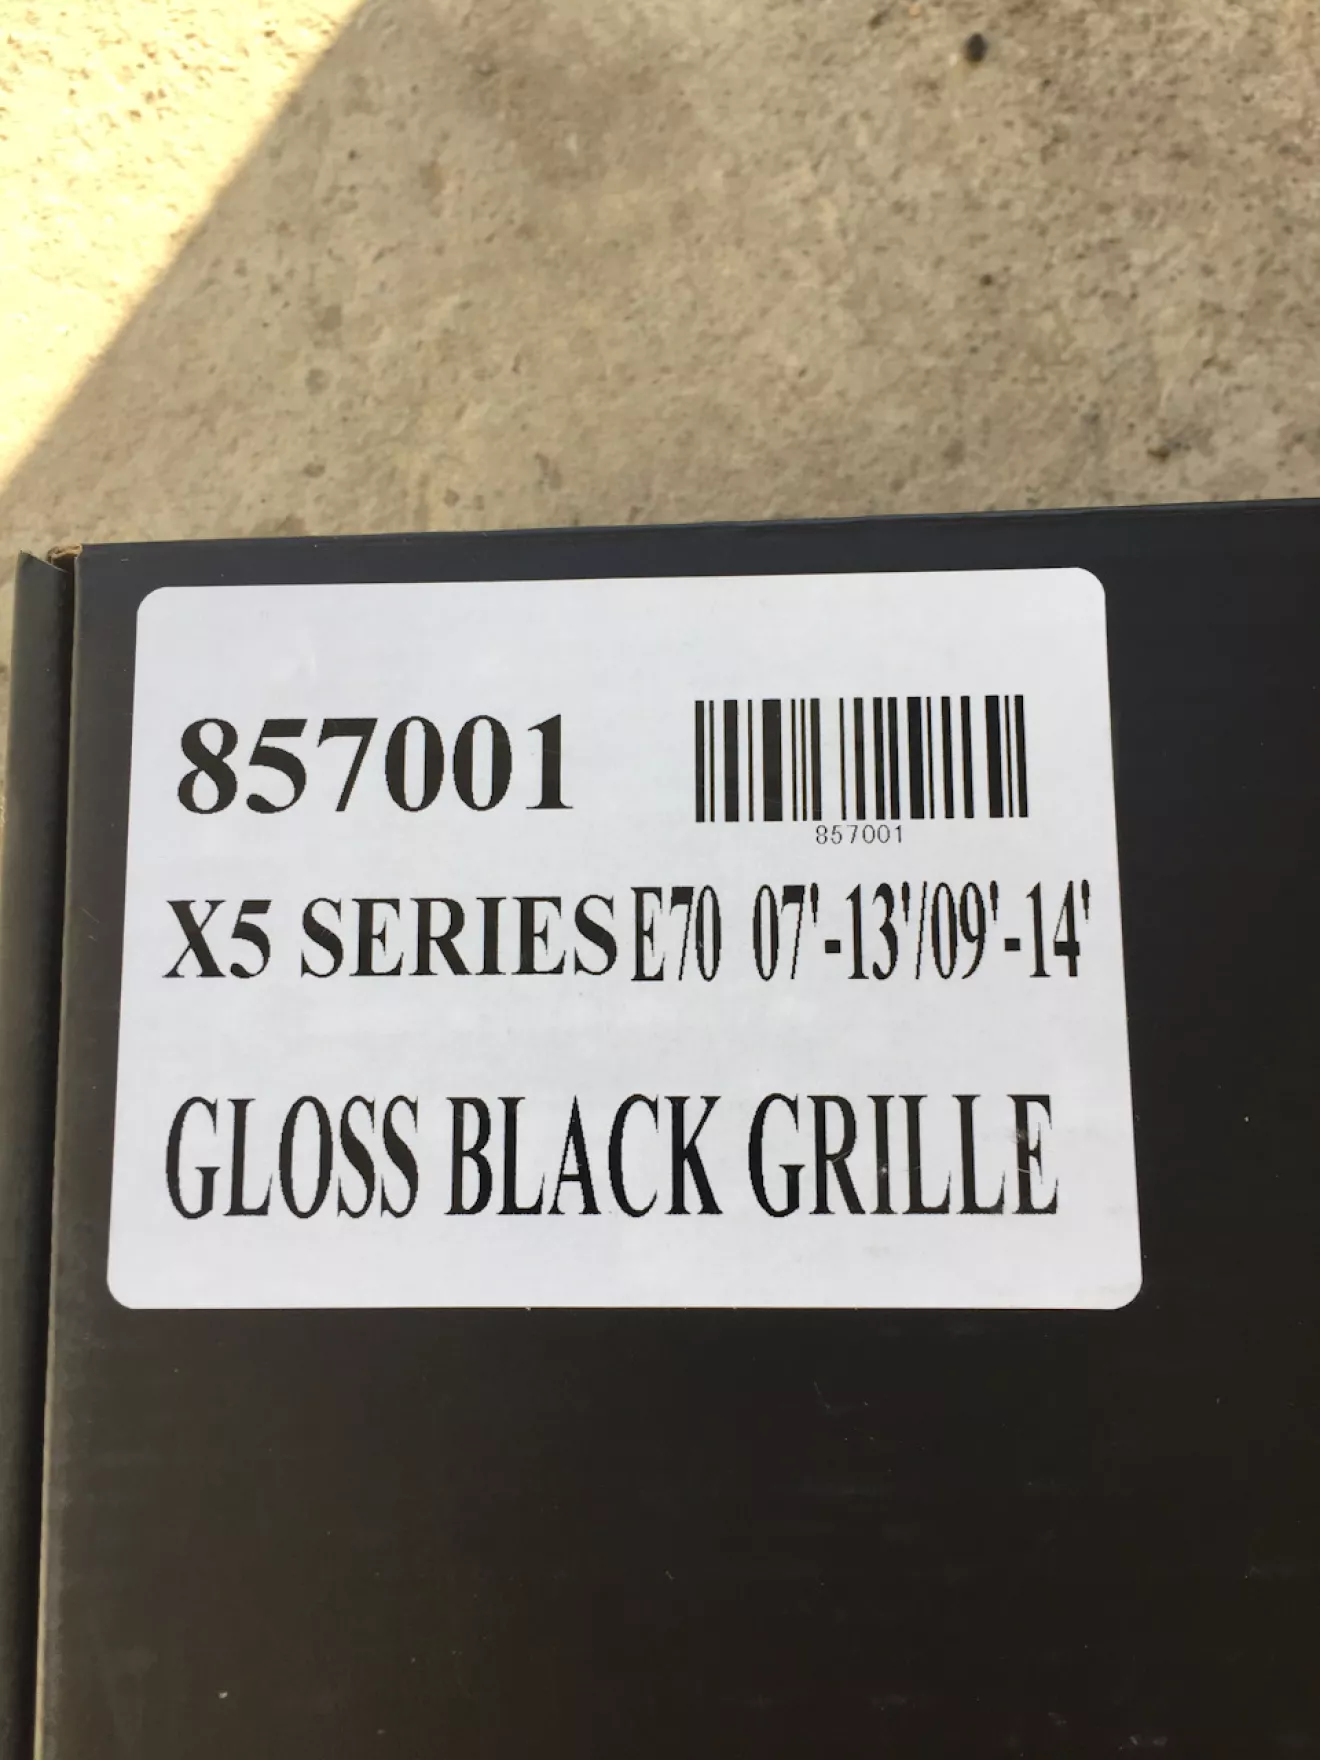 857001
857001
X5 SERIES E70 07'-13'/09'-14'
GLOSS BLACK GRILLE